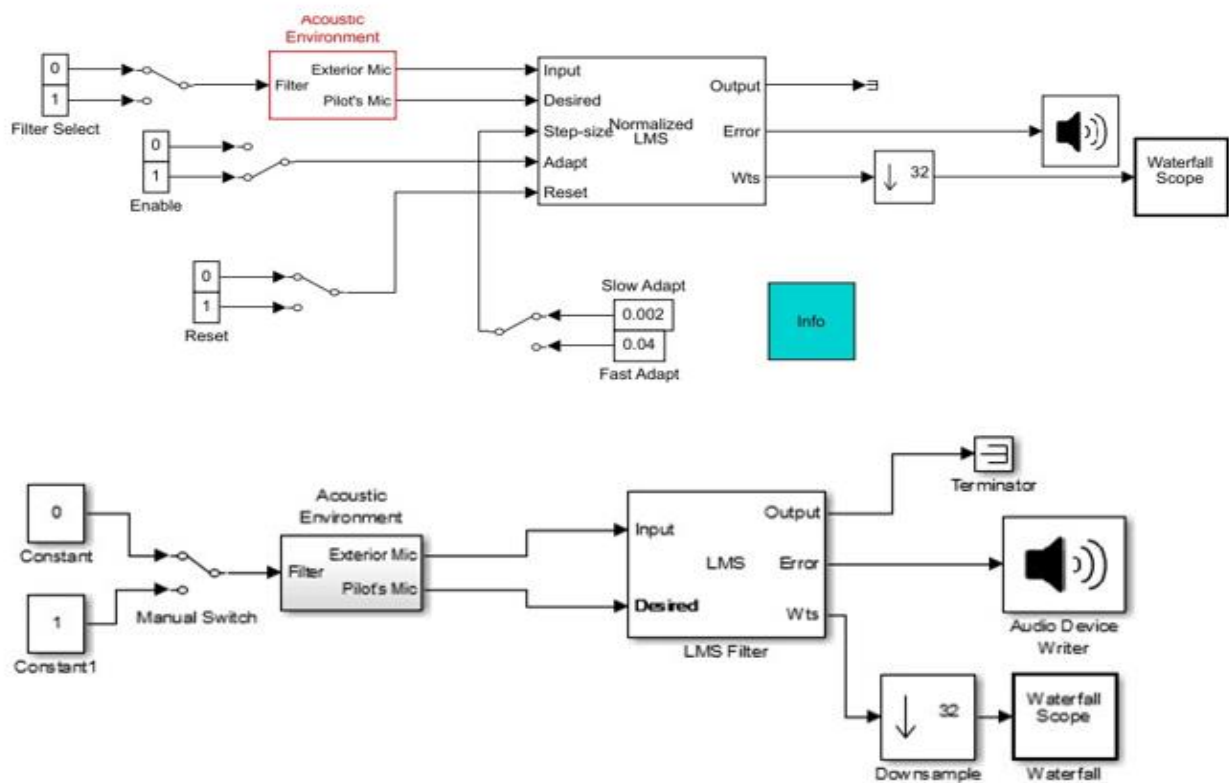 Acoustic
Environment
0
1
Filter Select
Filter
Exterior Mic
Pilot's Mic
0
1
Enable
0
1
Reset
Input
Desired
Step-size
Adapt
Reset
Normalized
LMS
Output
Error
Wts
32
Waterfall
Scope
Slow Adapt
0.002
0.04
Fast Adapt
Info
0
Constant
1
Constant1
Manual Switch
Acoustic
Environment
Filter
Exterior Mic
Pilot's Mic
Input
Desired
LMS
Output
Error
Wts
LMS Filter
Terminator
Audio Device
Writer
32
Downsample
Waterfall
Scope
Waterfall